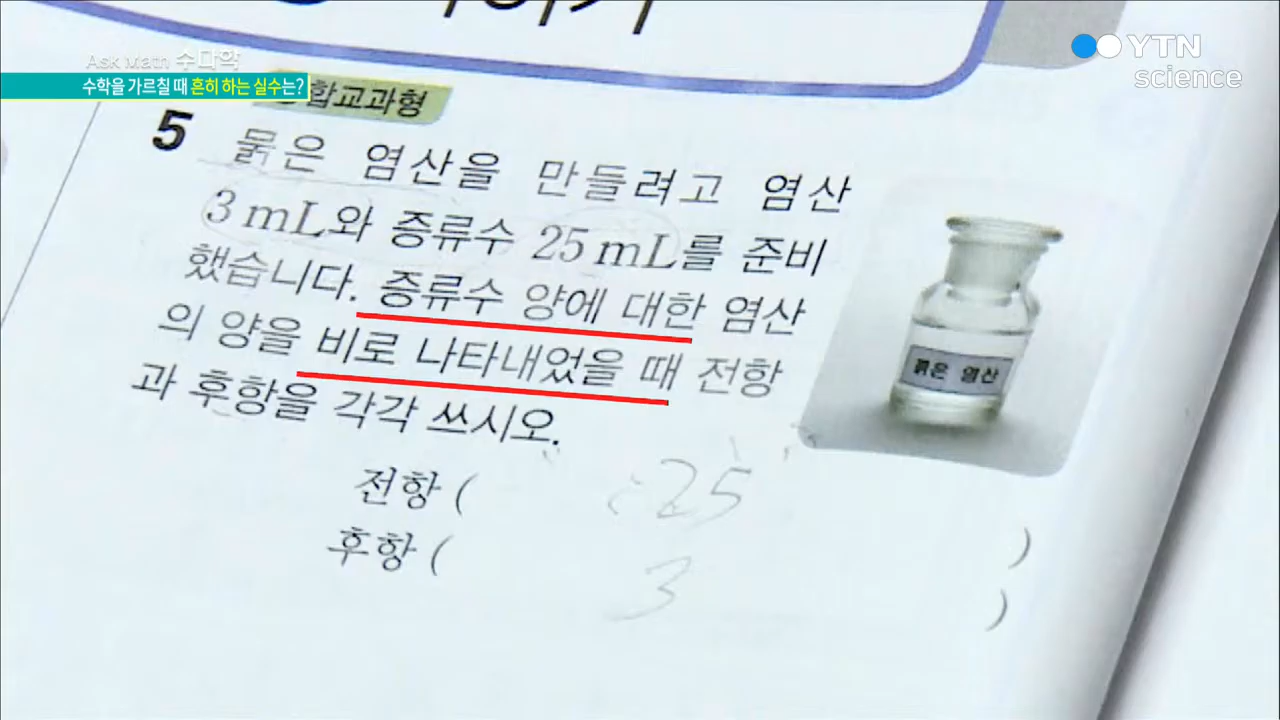 Ask Math 수다학
수학을 가르칠 때 흔히 하는 실수는?
YTN
science
합교과형
5 묽은 염산을 만들려고 염산
3 mL와 증류수 25 mL를 준비
했습니다. 증류수 양에 대한 염산
의 양을 비로 나타내었을 때 전항
과 후항을 각각 쓰시오.
묽은 염산
전항 ( 25 )
후항 ( 3 )